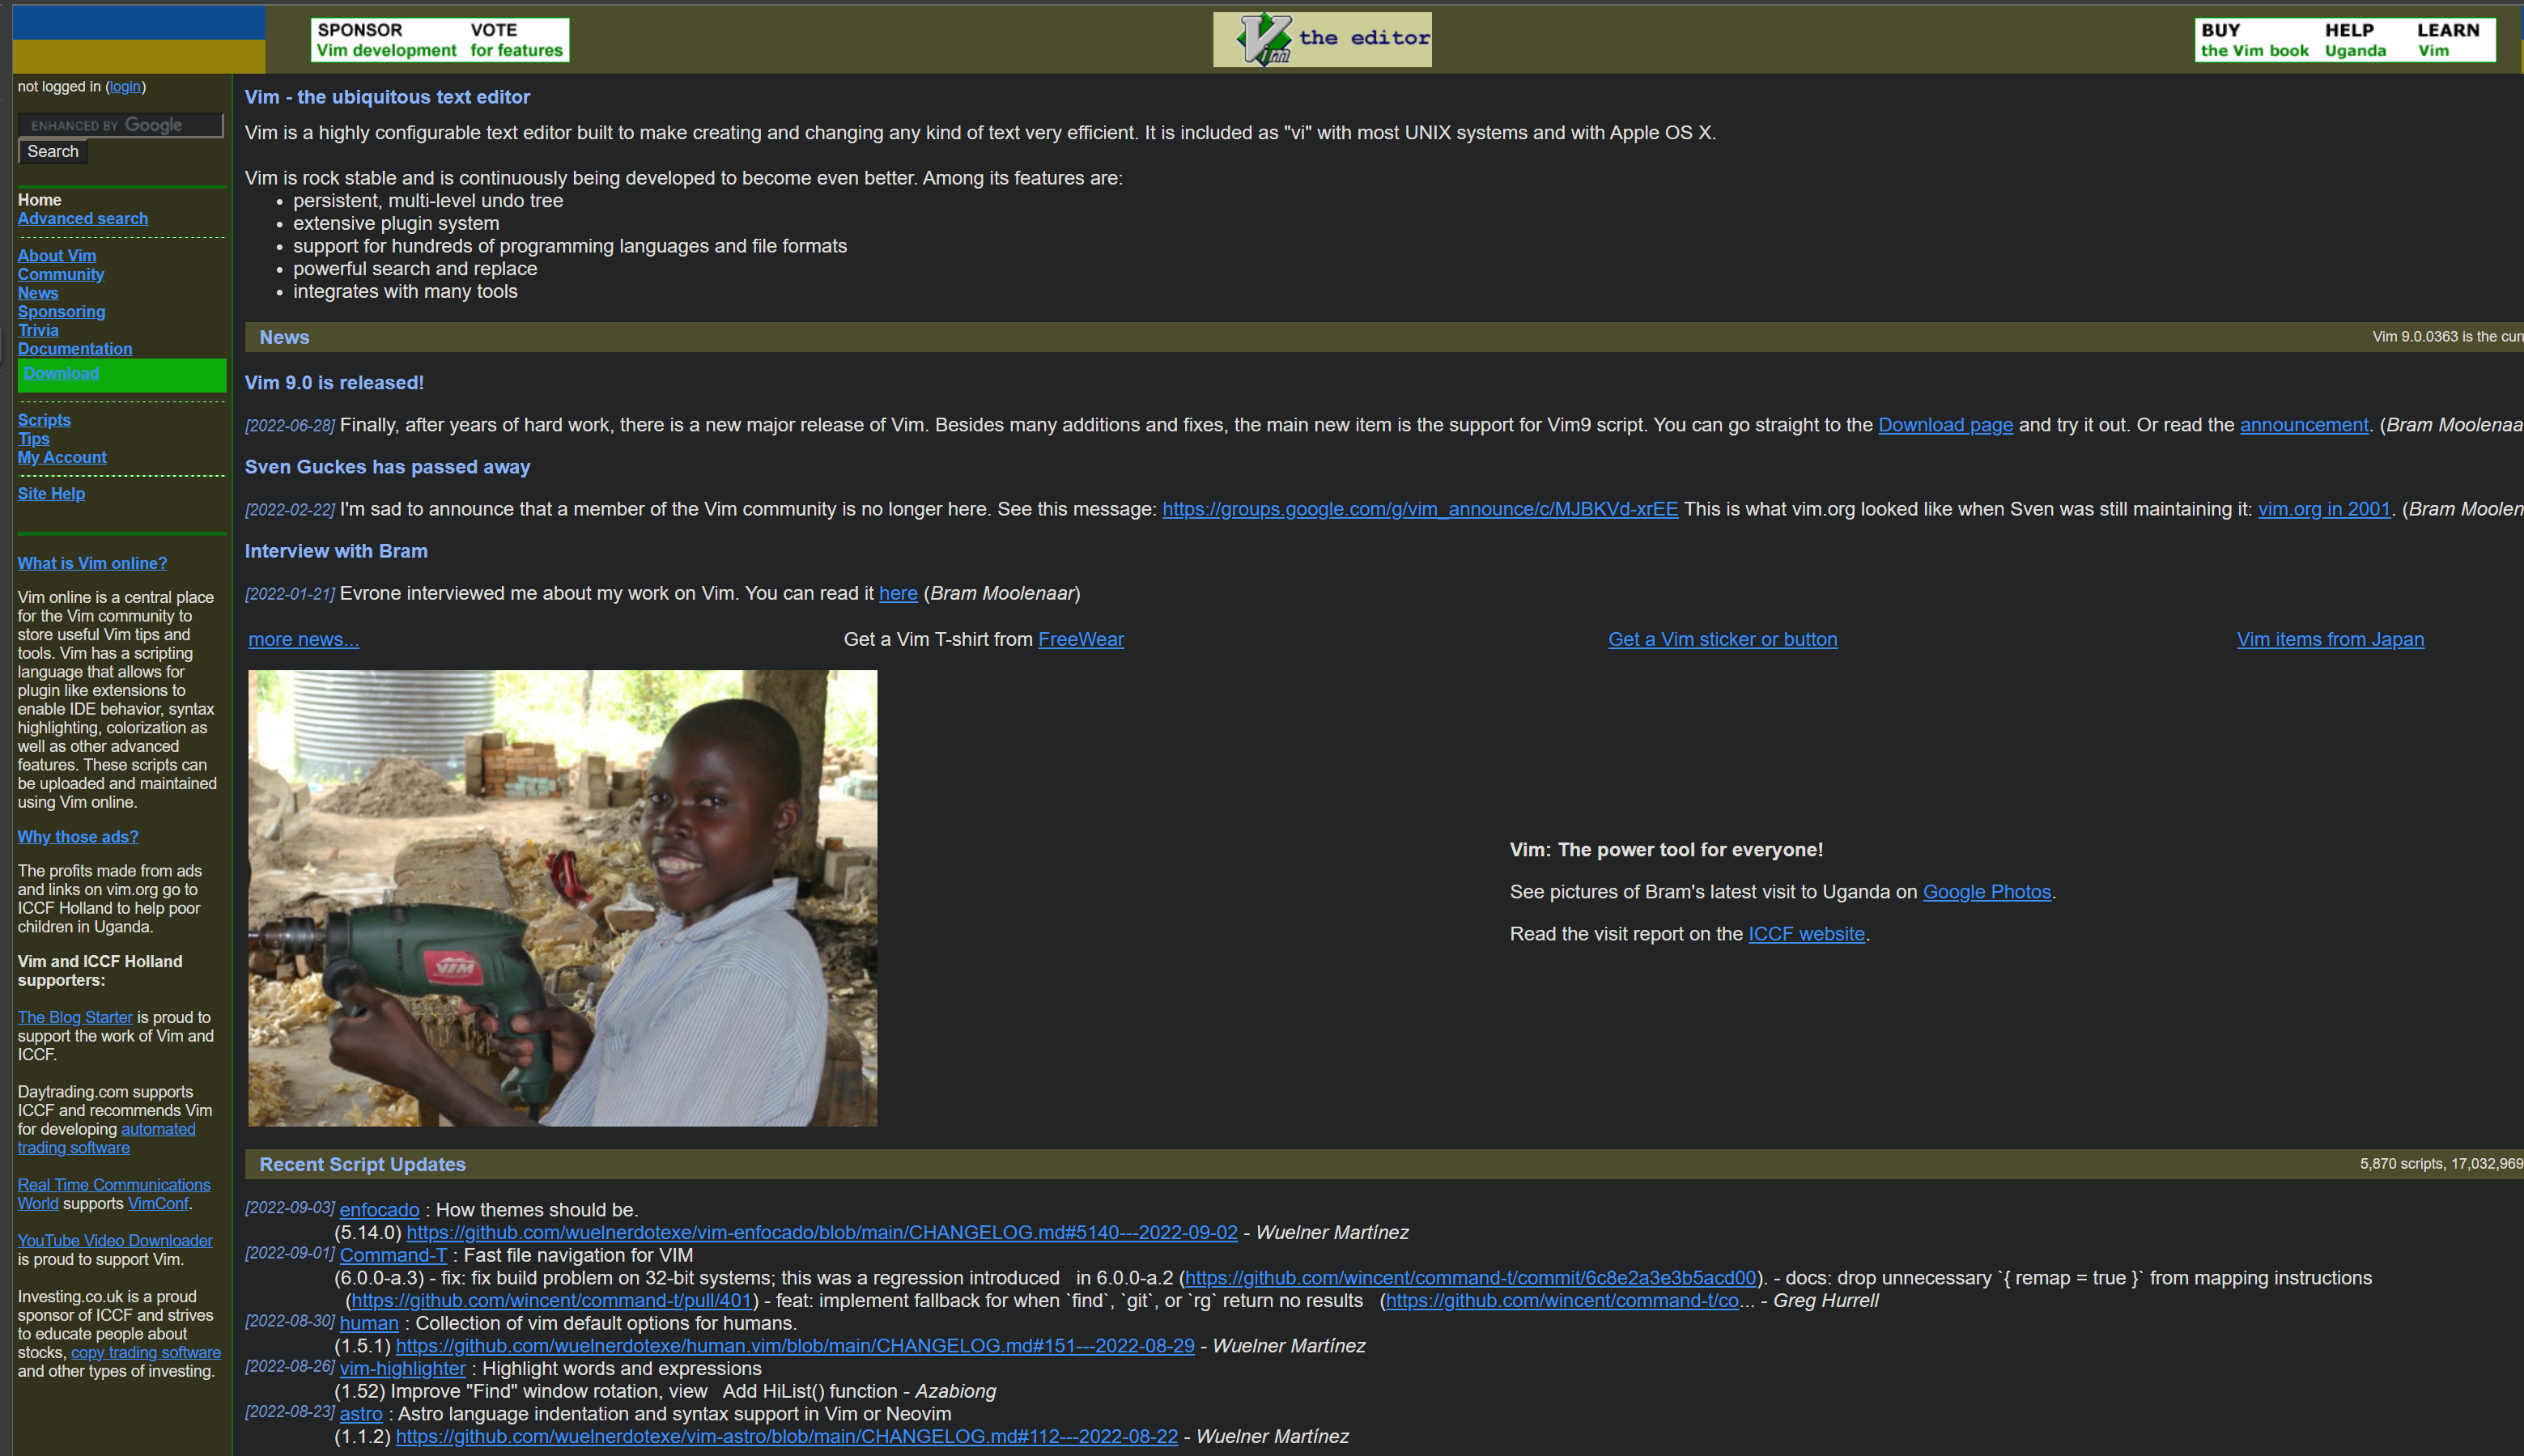 SPONSOR VOTE
Vim development for features
Vim the editor
BUY HELP LEARN
the Vim book Uganda Vim
not logged in (login)
ENHANCED BY Google
Search
Home
Advanced search
About Vim
Community
News
Sponsoring
Trivia
Documentation
Download
Scripts
Tips
My Account
Site Help
What is Vim online?
Vim online is a central place
for the Vim community to
store useful Vim tips and
tools. Vim has a scripting
language that allows for
plugin like extensions to
enable IDE behavior, syntax
highlighting, colorization as
well as other advanced
features. These scripts can
be uploaded and maintained
using Vim online.
Why those ads?
The profits made from ads
and links on vim.org go to
ICCF Holland to help poor
children in Uganda.
Vim and ICCF Holland
supporters:
The Blog Starter is proud to
support the work of Vim and
ICCF.
Daytrading.com supports
ICCF and recommends Vim
for developing automated
trading software
Real Time Communications
World supports VimConf.
YouTube Video Downloader
is proud to support Vim.
Investing.co.uk is a proud
sponsor of ICCF and strives
to educate people about
stocks, copy trading software
and other types of investing.
Vim - the ubiquitous text editor
Vim is a highly configurable text editor built to make creating and changing any kind of text very efficient. It is included as "vi" with most UNIX systems and with Apple OS X.
Vim is rock stable and is continuously being developed to become even better. Among its features are:
• persistent, multi-level undo tree
• extensive plugin system
• support for hundreds of programming languages and file formats
• powerful search and replace
• integrates with many tools
News Vim 9.0.0363 is the curr
Vim 9.0 is released!
[2022-06-28] Finally, after years of hard work, there is a new major release of Vim. Besides many additions and fixes, the main new item is the support for Vim9 script. You can go straight to the Download page and try it out. Or read the announcement. (Bram Moolenaa
Sven Guckes has passed away
[2022-02-22] I'm sad to announce that a member of the Vim community is no longer here. See this message: https://groups.google.com/g/vim_announce/c/MJBKVd-xrEE This is what vim.org looked like when Sven was still maintaining it: vim.org in 2001. (Bram Moolen
Interview with Bram
[2022-01-21] Evrone interviewed me about my work on Vim. You can read it here (Bram Moolenaar)
more news... Get a Vim T-shirt from FreeWear Get a Vim sticker or button Vim items from Japan
VIM
Vim: The power tool for everyone!
See pictures of Bram's latest visit to Uganda on Google Photos.
Read the visit report on the ICCF website.
Recent Script Updates 5,870 scripts, 17,032,969
[2022-09-03] enfocado : How themes should be.
(5.14.0) https://github.com/wuelnerdotexe/vim-enfocado/blob/main/CHANGELOG.md#5140---2022-09-02 - Wuelner Martínez
[2022-09-01] Command-T : Fast file navigation for VIM
(6.0.0-a.3) - fix: fix build problem on 32-bit systems; this was a regression introduced in 6.0.0-a.2 (https://github.com/wincent/command-t/commit/6c8e2a3e3b5acd00). - docs: drop unnecessary `{ remap = true }` from mapping instructions
(https://github.com/wincent/command-t/pull/401) - feat: implement fallback for when `find`, `git`, or `rg` return no results (https://github.com/wincent/command-t/co... - Greg Hurrell
[2022-08-30] human : Collection of vim default options for humans.
(1.5.1) https://github.com/wuelnerdotexe/human.vim/blob/main/CHANGELOG.md#151---2022-08-29 - Wuelner Martínez
[2022-08-26] vim-highlighter : Highlight words and expressions
(1.52) Improve "Find" window rotation, view Add HiList() function - Azabiong
[2022-08-23] astro : Astro language indentation and syntax support in Vim or Neovim
(1.1.2) https://github.com/wuelnerdotexe/vim-astro/blob/main/CHANGELOG.md#112---2022-08-22 - Wuelner Martínez